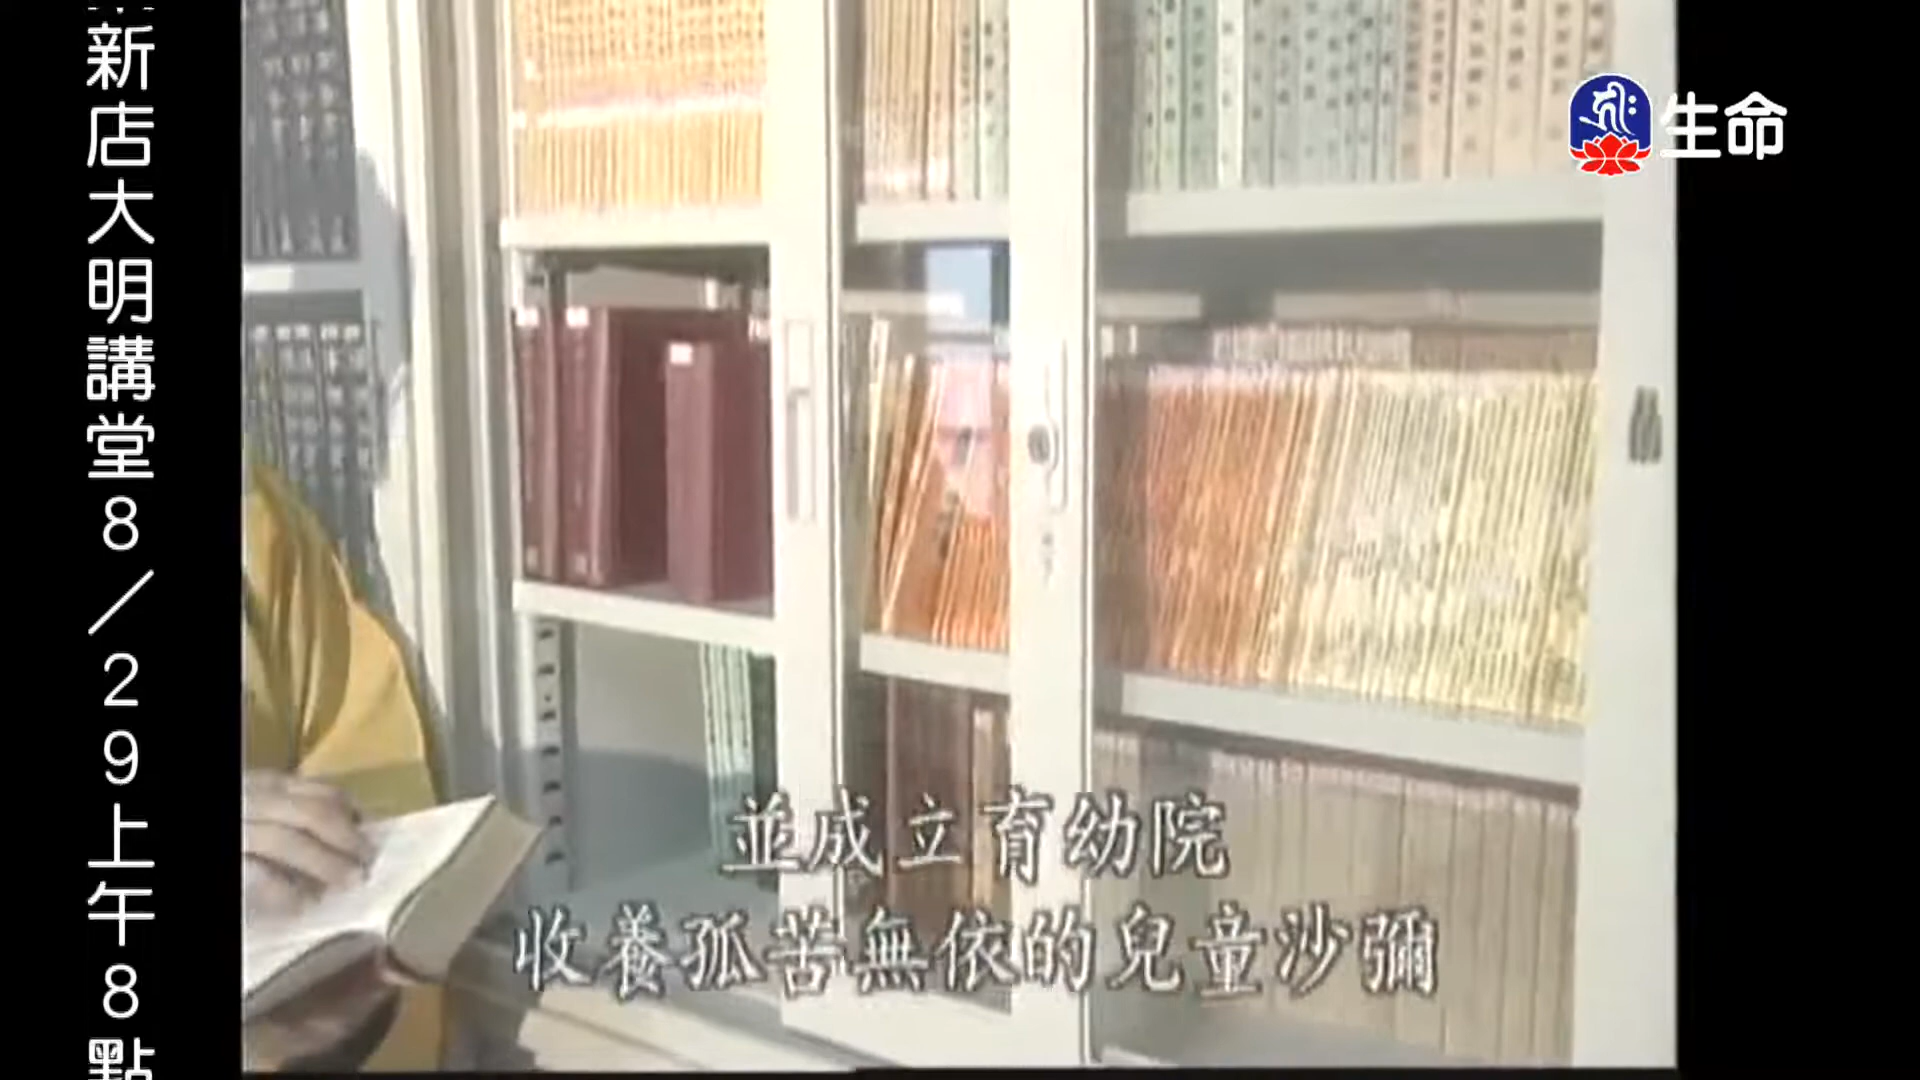 新店大明講堂8/29上午8點
生命
並成立育幼院
收養孤苦無依的兒童沙彌